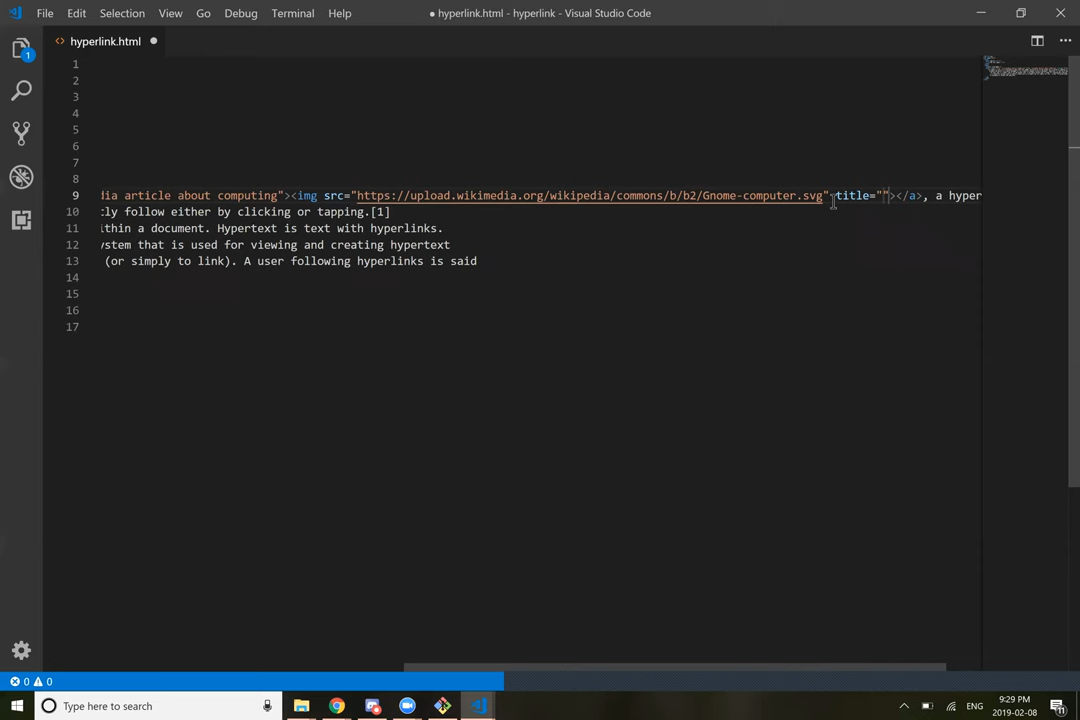 File Edit Selection View Go Debug Terminal Help
● hyperlink.html - hyperlink - Visual Studio Code
1
<> hyperlink.html ●
1
2
3
4
5
6
7
8
9 dia article about computing"><img src="https://upload.wikimedia.org/wikipedia/commons/b/b2/Gnome-computer.svg" title=""></a>, a hyper
10 tly follow either by clicking or tapping.[1]
11 ithin a document. Hypertext is text with hyperlinks.
12 ystem that is used for viewing and creating hypertext
13 (or simply to link). A user following hyperlinks is said
14
15
16
17
0 0
Type here to search
ENG
9:29 PM
2019-02-08
11